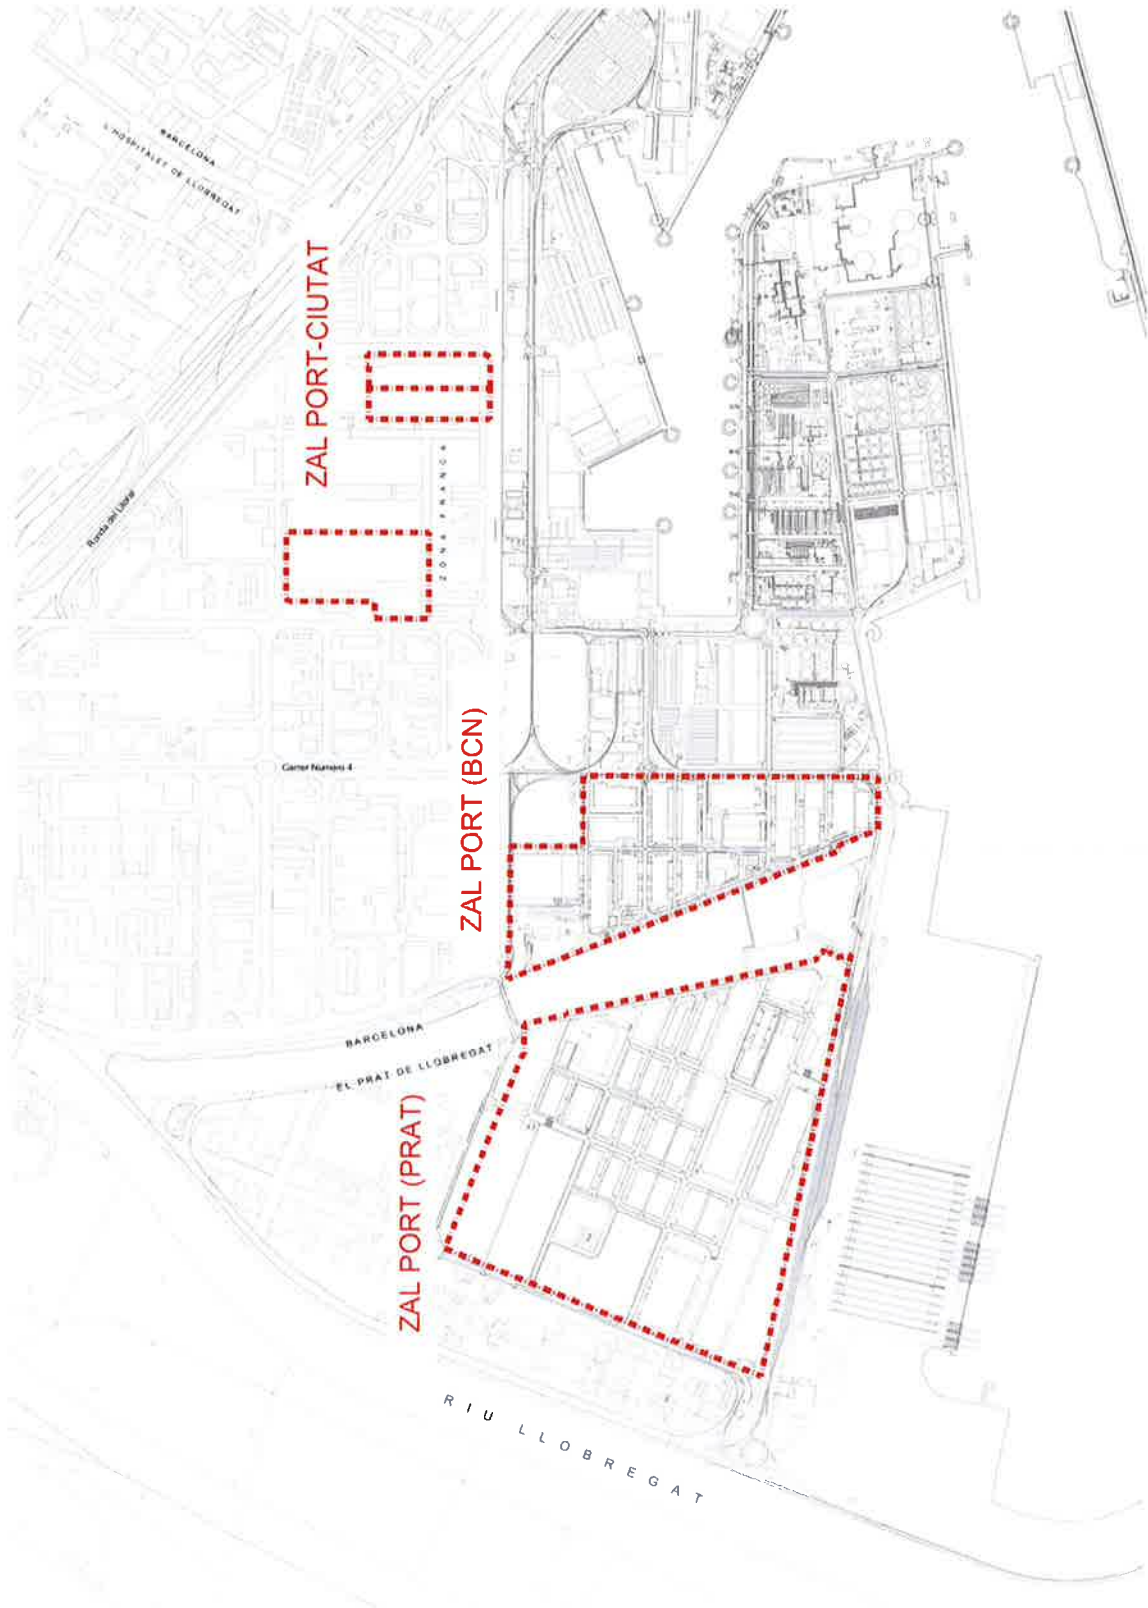 BARCELONA
L'HOSPITALET DE LLOBREGAT
ZAL PORT-CIUTAT
Ronda del Litoral
ZONA FRANCA
ZAL PORT (BCN)
Carrer Número 4
BARCELONA
EL PRAT DE LLOBREGAT
ZAL PORT (PRAT)
RIU LLOBREGAT